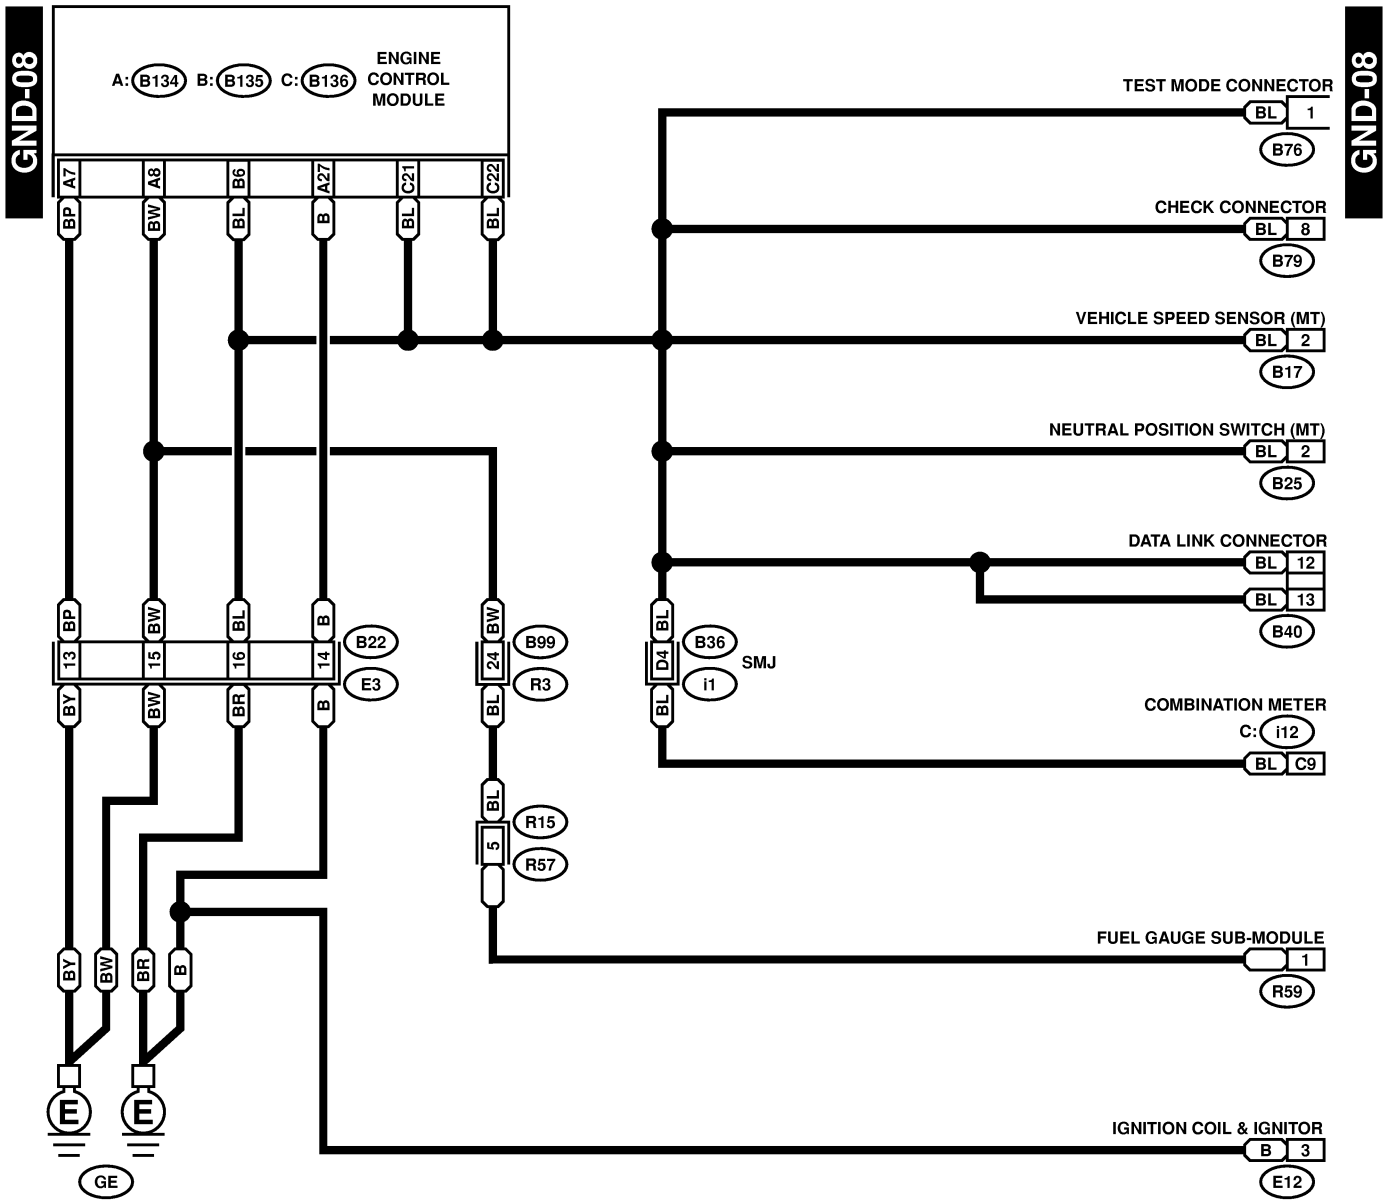 GND-08
GND-08
ENGINE
CONTROL
MODULE
A: B134 B: B135 C: B136
A7 A8 B6 A27 C21 C22
BP BW BL B BL BL
TEST MODE CONNECTOR
BL 1
B76
CHECK CONNECTOR
BL 8
B79
VEHICLE SPEED SENSOR (MT)
BL 2
B17
NEUTRAL POSITION SWITCH (MT)
BL 2
B25
DATA LINK CONNECTOR
BL 12
BL 13
B40
BP BW BL B BW BL
13 15 16 14
B22
E3
24
B99
R3
D4
B36
i1
SMJ
BY BW BR B BL BL
COMBINATION METER
C: i12
BL C9
BL
5
R15
R57
FUEL GAUGE SUB-MODULE
1
R59
BY BW BR B
E E
GE
IGNITION COIL & IGNITOR
B 3
E12